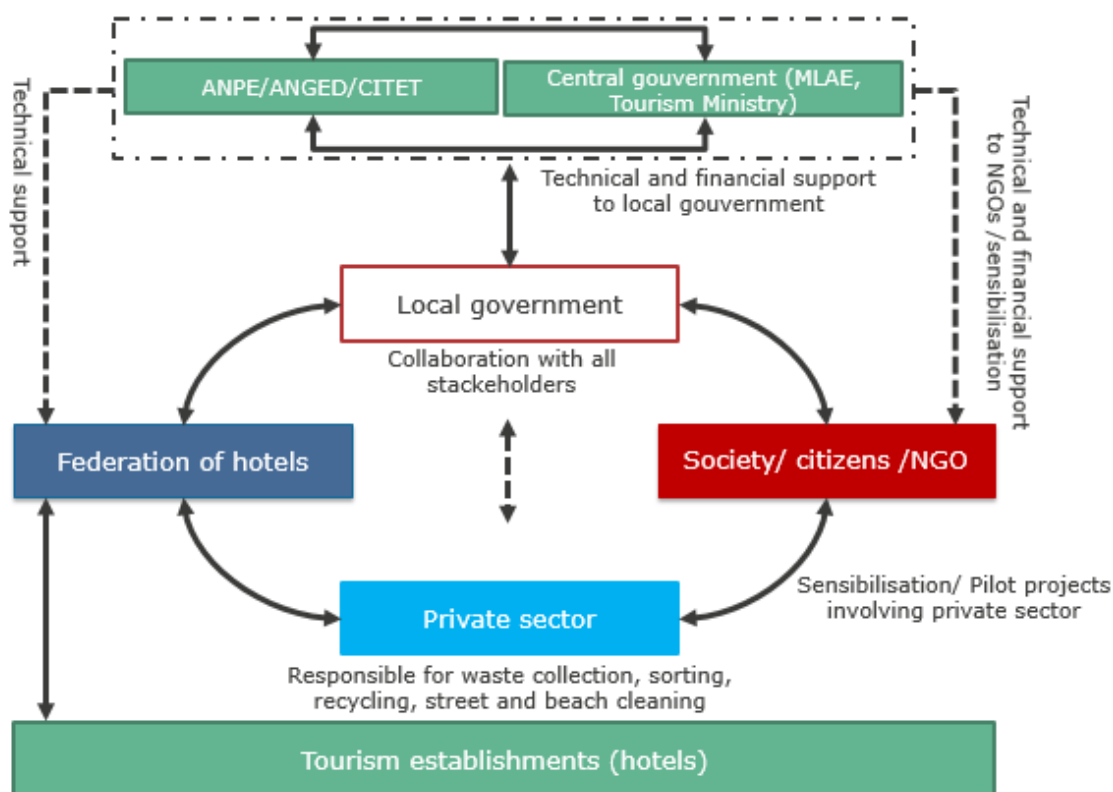 ANPE/ANGED/CITET
Central gouvernment (MLAE,
Tourism Ministry)
Technical support
Technical and financial support
to NGOs /sensibilisation
Technical and financial support
to local gouvernment
Local government
Collaboration with all
stackeholders
Federation of hotels
Society/ citizens /NGO
Sensibilisation/ Pilot projects
involving private sector
Private sector
Responsible for waste collection, sorting,
recycling, street and beach cleaning
Tourism establishments (hotels)